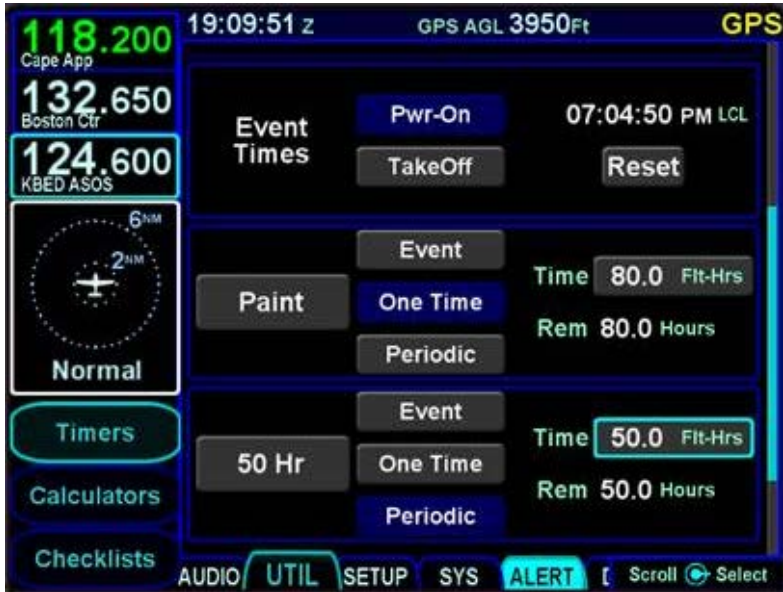 118.200
Cape App
132.650
Boston Ctr
124.600
KBED ASOS
6NM
2NM
Normal
Timers
Calculators
Checklists
19:09:51 Z GPS AGL 3950Ft GPS
Event
Times
Pwr-On
TakeOff
07:04:50 PM LCL
Reset
Paint
Event
One Time
Periodic
Time 80.0 Flt-Hrs
Rem 80.0 Hours
50 Hr
Event
One Time
Periodic
Time 50.0 Flt-Hrs
Rem 50.0 Hours
AUDIO UTIL SETUP SYS ALERT Scroll Select